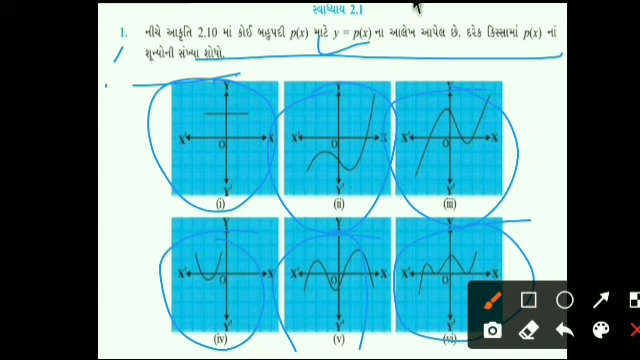 સ્વાધ્યાય 2.1
1. નીચે આકૃતિ 2.10 માં કોઈ બહુપદી p(x) માટે y = p(x) ના આલેખ આપેલ છે. દરેક કિસ્સામાં p(x) નાં
શૂન્યોની સંખ્યા શોધો.
Y Y Y
X' O X X' O X X' O X
Y' Y' Y'
(i) (ii) (iii)
Y Y Y
X' O X X' O X X' O X
Y' Y' Y'
(iv) (v) (vi)